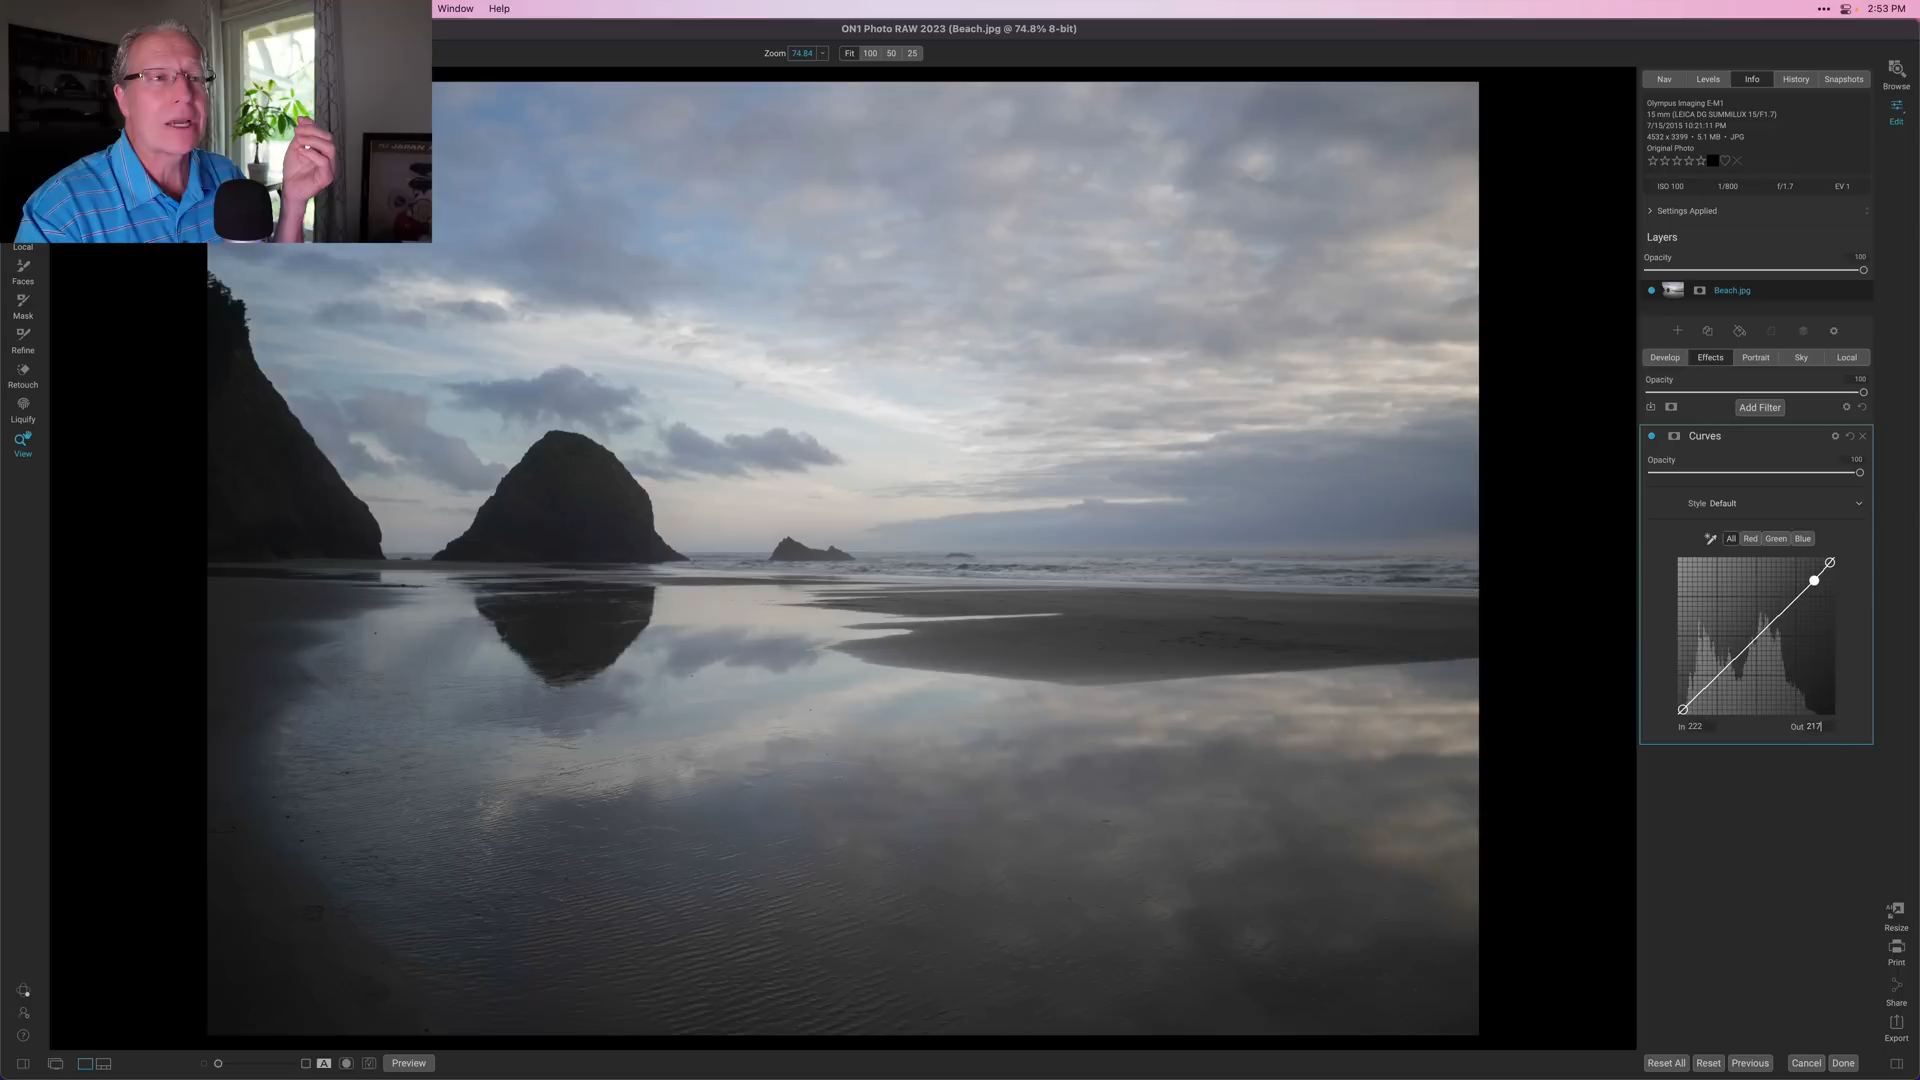 Window Help
2:53 PM
ON1 Photo RAW 2023 (Beach.jpg @ 74.8% 8-bit)
Zoom 74.84 Fit 100 50 25
Nav Levels Info History Snapshots
Browse
Edit
Olympus Imaging E-M1
15 mm (LEICA DG SUMMILUX 15/F1.7)
7/15/2015 10:21:11 PM
4532 x 3399 • 5.1 MB • JPG
Original Photo
ISO 100 1/800 f/1.7 EV 1
Settings Applied
Layers
Opacity 100
Beach.jpg
Develop Effects Portrait Sky Local
Opacity 100
Add Filter
Curves
Opacity 100
Style Default
All Red Green Blue
In 222 Out 217
Local
Faces
Mask
Refine
Retouch
Liquify
View
Resize
Print
Share
Export
A Preview
Reset All Reset Previous Cancel Done